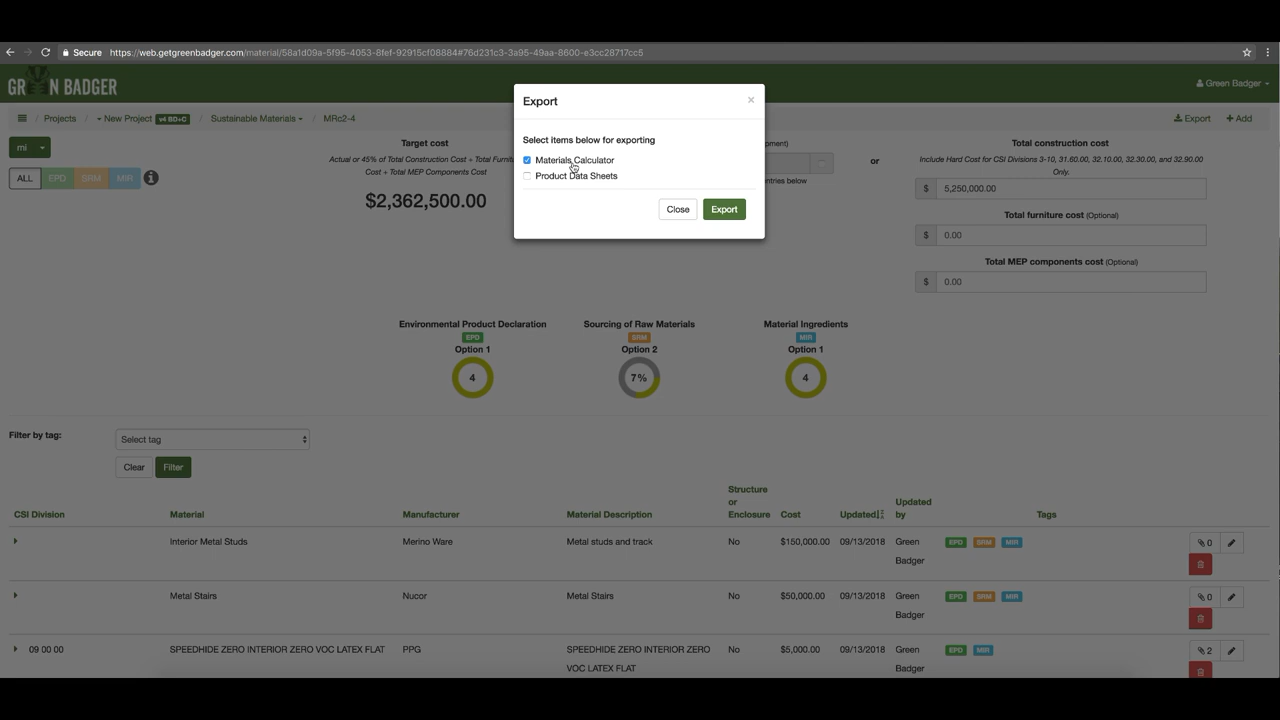 Secure https://web.getgreenbadger.com/material/58a1d09a-5f95-4053-8fef-92915cf08884#76d231c3-3a95-49aa-8600-e3cc28717cc5
GREEN BADGER
Green Badger
Projects / New Project v4 BD+C / Sustainable Materials / MRc2-4
Export Add
mi
ALL EPD SRM MIR
Target cost
Actual or 45% of Total Construction Cost + Total Furnitu
Cost + Total MEP Components Cost
$2,362,500.00
Export ×
Select items below for exporting
Materials Calculator
Product Data Sheets
Close Export
or
Total construction cost
Include Hard Cost for CSI Divisions 3-10, 31.60.00, 32.10.00, 32.30.00, and 32.90.00
Only.
$ 5,250,000.00
Total furniture cost (Optional)
$ 0.00
Total MEP components cost (Optional)
$ 0.00
Environmental Product Declaration
EPD
Option 1
4
Sourcing of Raw Materials
SRM
Option 2
7%
Material Ingredients
MIR
Option 1
4
Filter by tag:
Select tag
Clear Filter
CSI Division Material Manufacturer Material Description Structure or Enclosure Cost Updated Updated by Tags
Interior Metal Studs Merino Ware Metal studs and track No $150,000.00 09/13/2018 Green Badger EPD SRM MIR 0
Metal Stairs Nucor Metal Stairs No $50,000.00 09/13/2018 Green Badger EPD SRM MIR 0
09 00 00 SPEEDHIDE ZERO INTERIOR ZERO VOC LATEX FLAT PPG SPEEDHIDE ZERO INTERIOR ZERO VOC LATEX FLAT No $5,000.00 09/13/2018 Green Badger EPD MIR 2